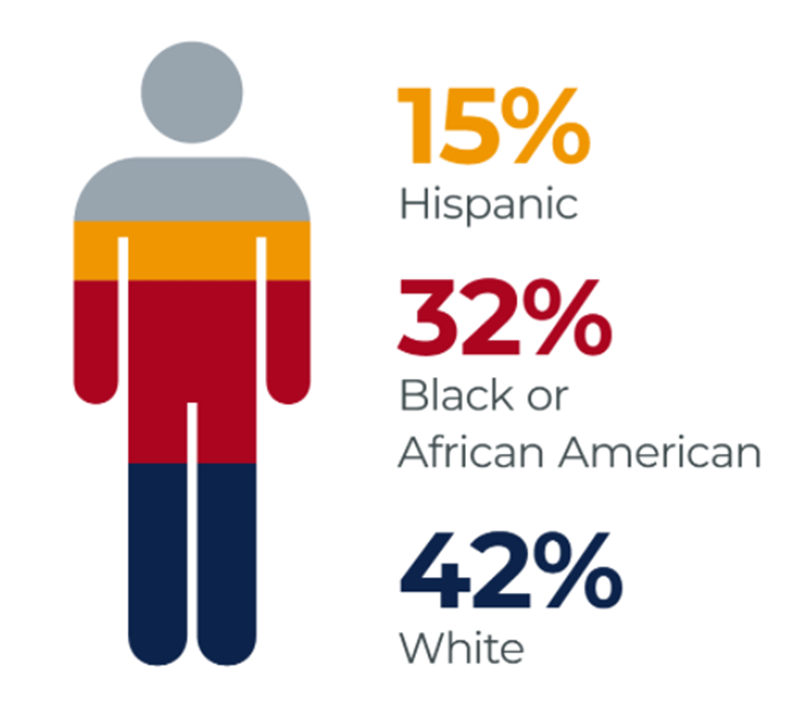 15%
Hispanic
32%
Black or
African American
42%
White